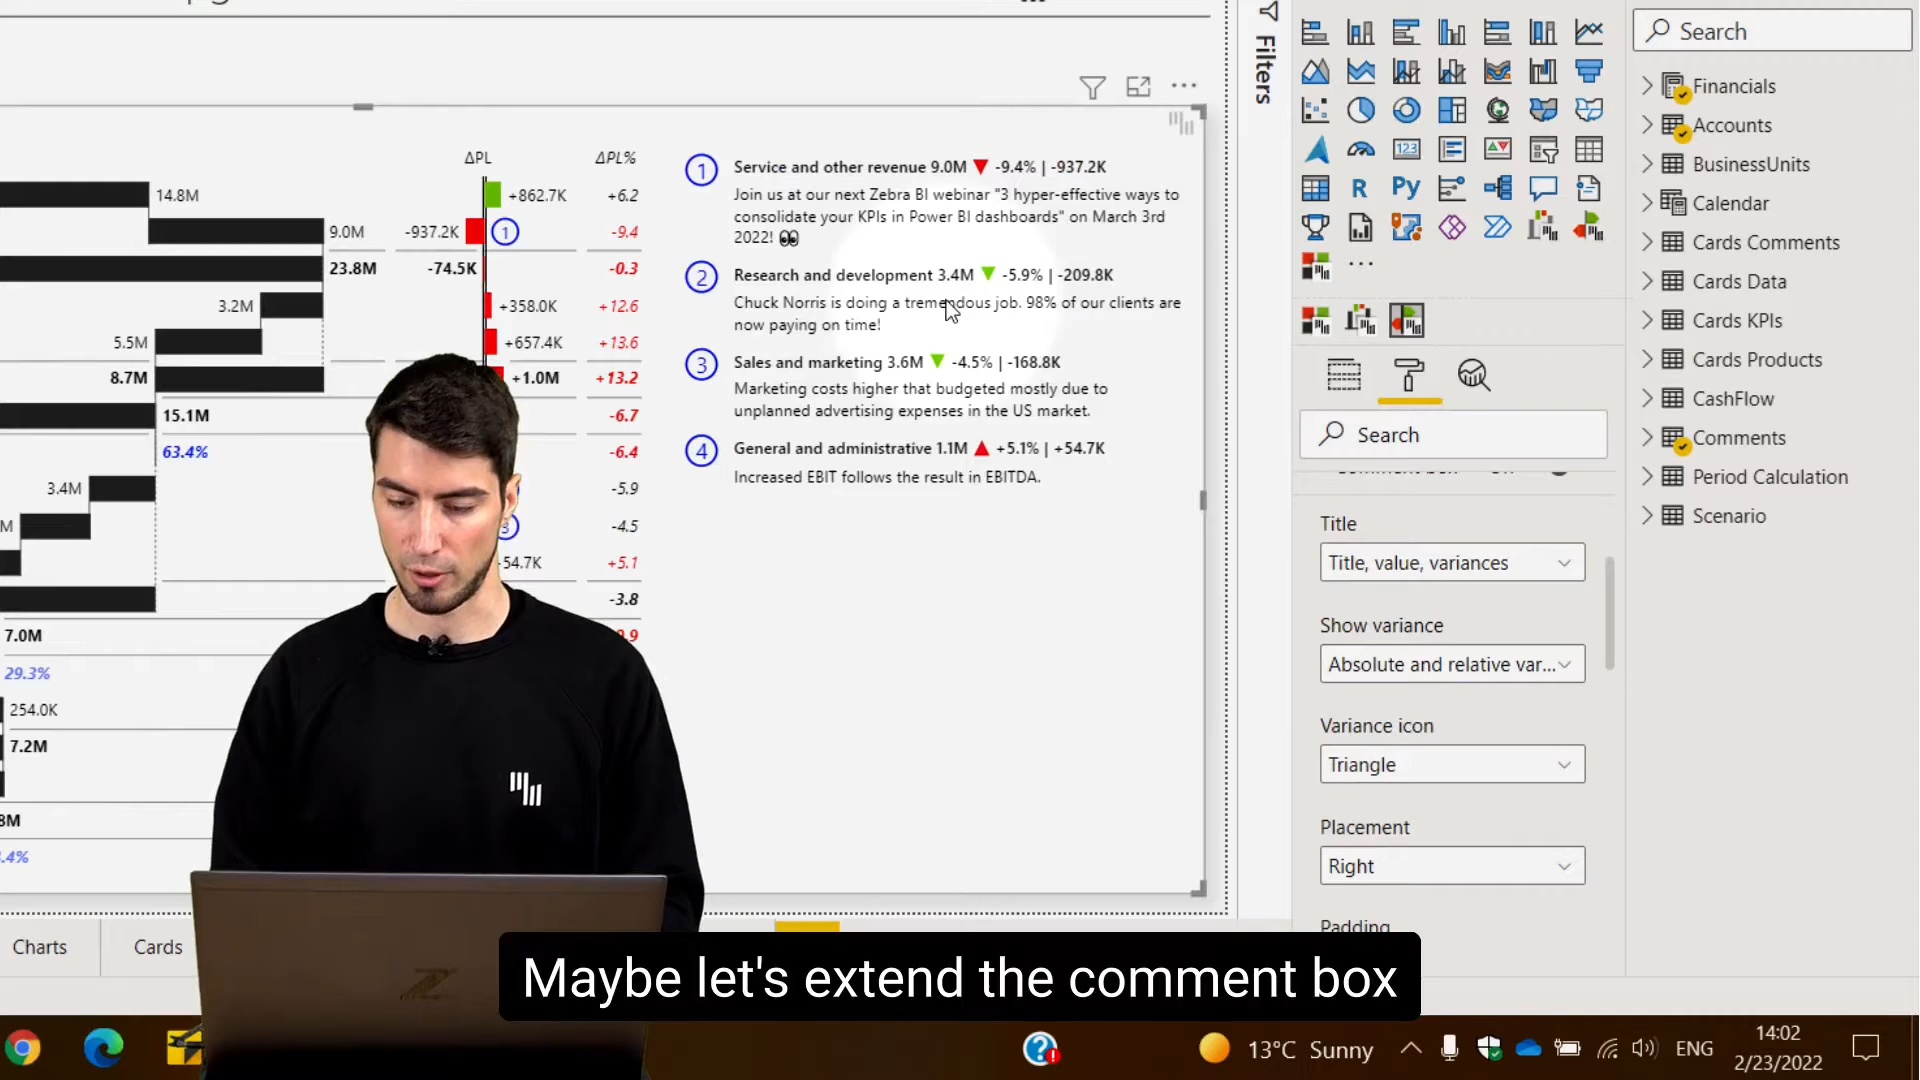 Filters
ΔPL
ΔPL%
14.8M
+862.7K
+6.2
9.0M
-937.2K
1
-9.4
23.8M
-74.5K
-0.3
3.2M
+358.0K
+12.6
5.5M
+657.4K
+13.6
8.7M
+1.0M
+13.2
15.1M
-6.7
63.4%
-6.4
3.4M
-5.9
M
3
-4.5
54.7K
+5.1
-3.8
7.0M
29.3%
254.0K
7.2M
1
Service and other revenue 9.0M ▼ -9.4% | -937.2K
Join us at our next Zebra BI webinar "3 hyper-effective ways to
consolidate your KPIs in Power BI dashboards" on March 3rd
2022! 👀
2
Research and development 3.4M ▼ -5.9% | -209.8K
Chuck Norris is doing a tremendous job. 98% of our clients are
now paying on time!
3
Sales and marketing 3.6M ▼ -4.5% | -168.8K
Marketing costs higher that budgeted mostly due to
unplanned advertising expenses in the US market.
4
General and administrative 1.1M ▲ +5.1% | +54.7K
Increased EBIT follows the result in EBITDA.
R
Py
123
Search
Title
Title, value, variances
Show variance
Absolute and relative var...
Variance icon
Triangle
Placement
Right
Padding
Search
Financials
Accounts
BusinessUnits
Calendar
Cards Comments
Cards Data
Cards KPIs
Cards Products
CashFlow
Comments
Period Calculation
Scenario
Charts
Cards
Maybe let's extend the comment box
13°C Sunny
ENG
14:02
2/23/2022